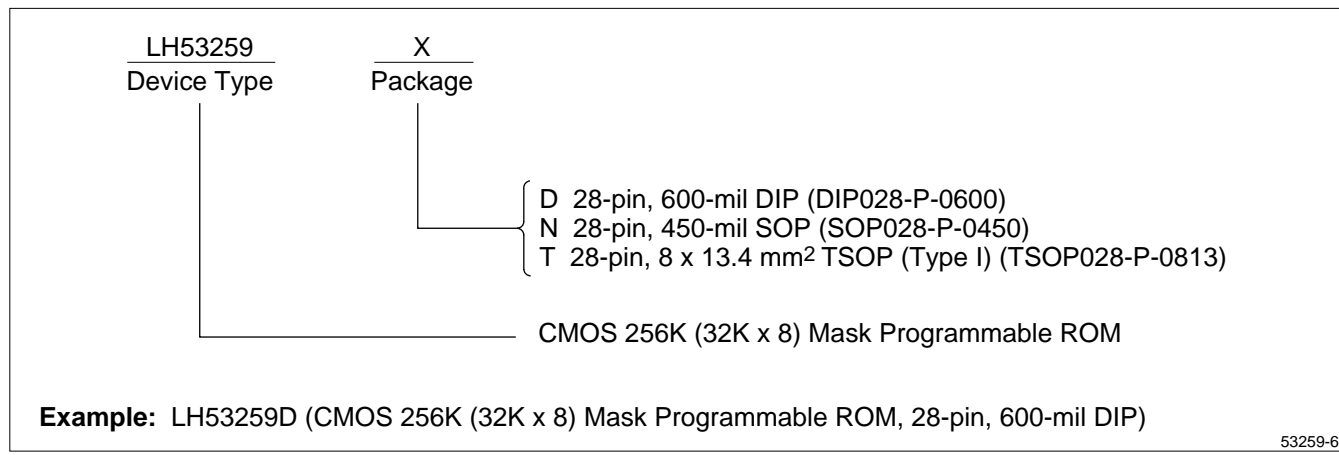 LH53259 X
Device Type Package
D 28-pin, 600-mil DIP (DIP028-P-0600)
N 28-pin, 450-mil SOP (SOP028-P-0450)
T 28-pin, 8 x 13.4 mm² TSOP (Type I) (TSOP028-P-0813)
CMOS 256K (32K x 8) Mask Programmable ROM
Example: LH53259D (CMOS 256K (32K x 8) Mask Programmable ROM, 28-pin, 600-mil DIP)
53259-6